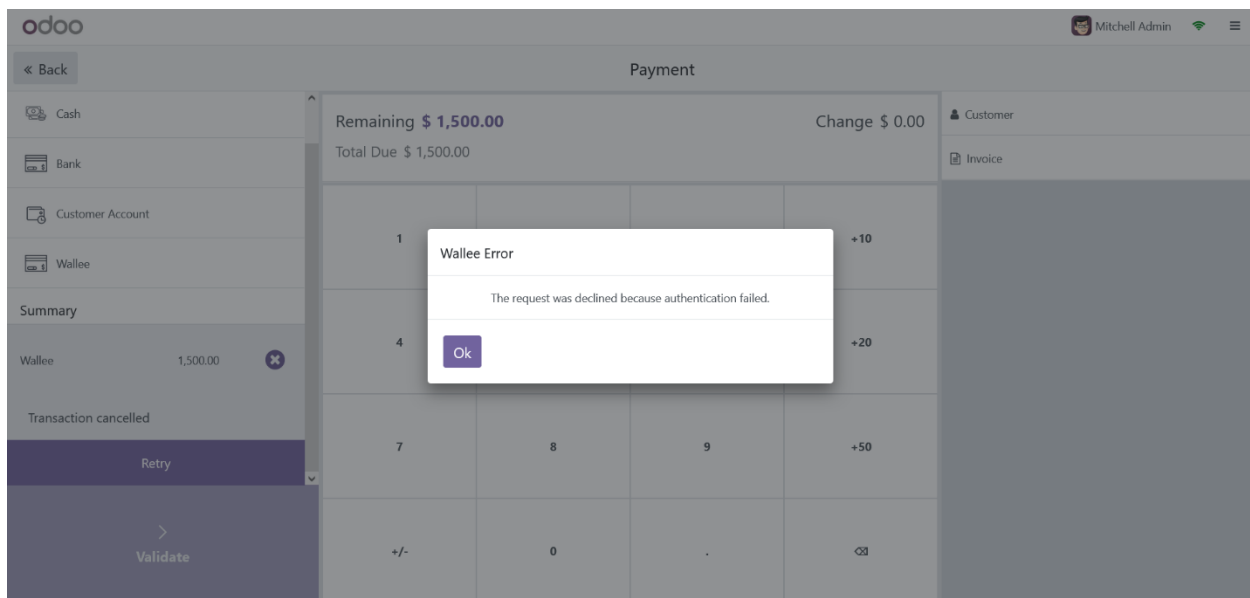 odoo
Mitchell Admin
« Back
Payment
Cash
Bank
Customer Account
Wallee
Summary
Wallee 1,500.00
Transaction cancelled
Retry
Validate
Remaining $ 1,500.00 Change $ 0.00
Total Due $ 1,500.00
1 +10
4 +20
7 8 9 +50
+/- 0 .
Wallee Error
The request was declined because authentication failed.
Ok
Customer
Invoice